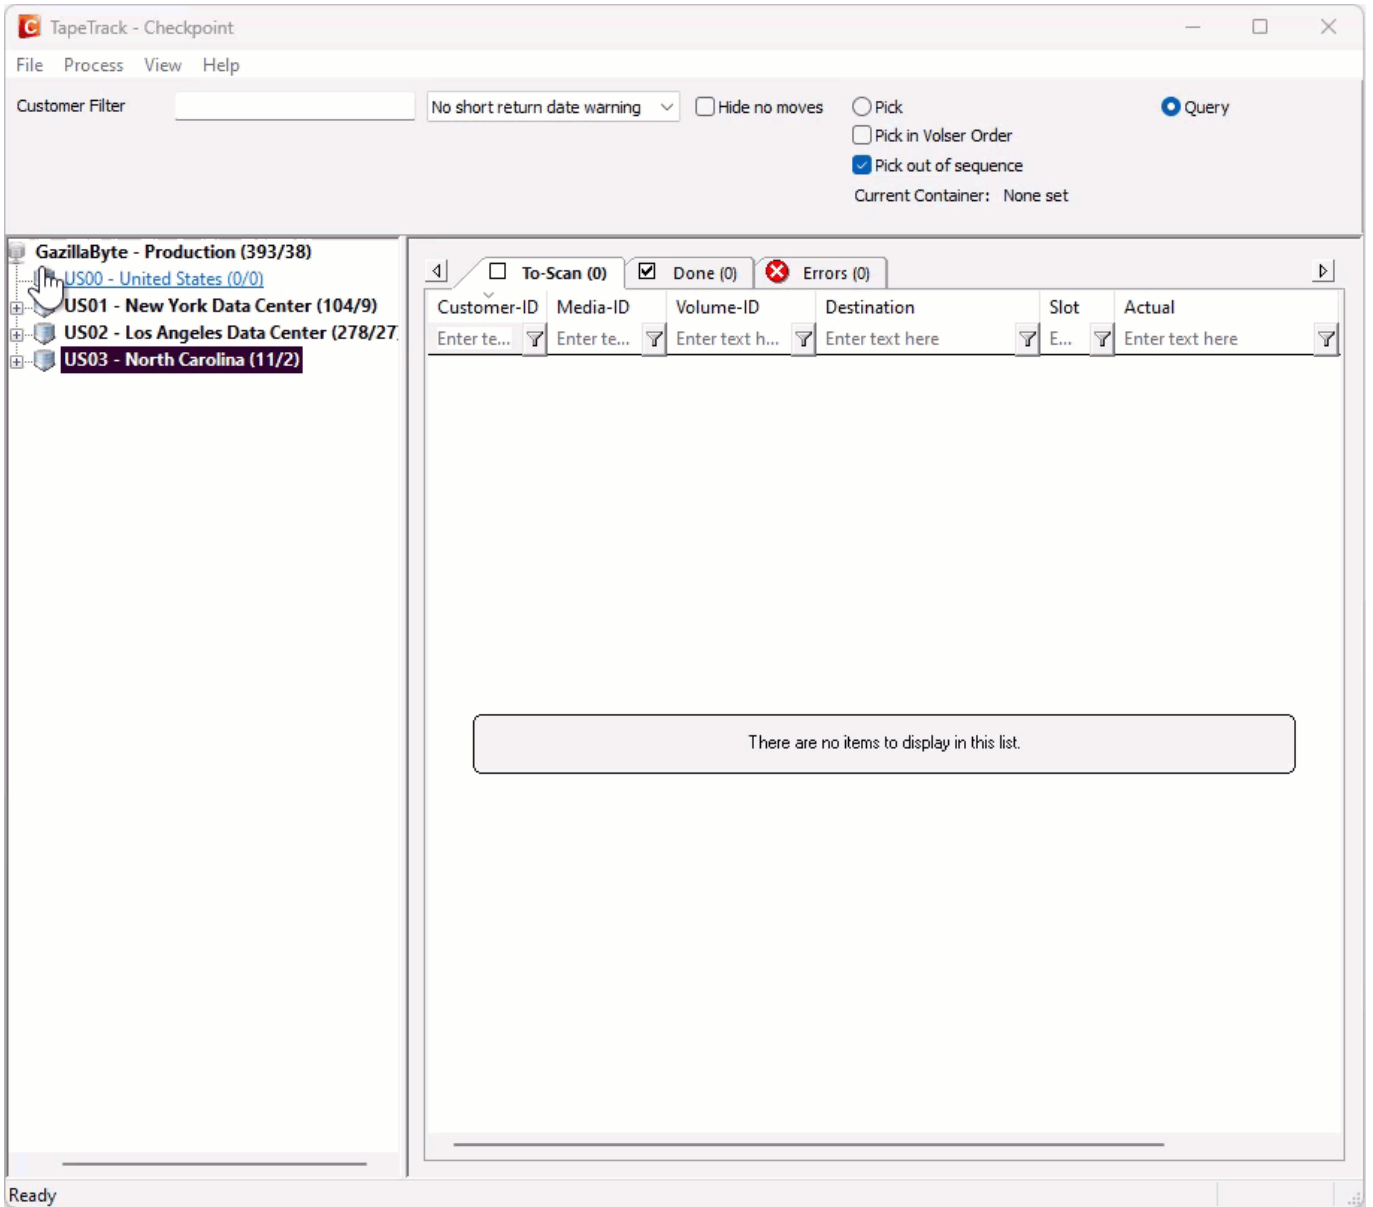 TapeTrack - Checkpoint
File Process View Help
Customer Filter
No short return date warning
Hide no moves
Pick
Query
Pick in Volser Order
Pick out of sequence
Current Container: None set
GazillaByte - Production (393/38)
US00 - United States (0/0)
US01 - New York Data Center (104/9)
US02 - Los Angeles Data Center (278/27
US03 - North Carolina (11/2)
To-Scan (0) Done (0) Errors (0)
Customer-ID Media-ID Volume-ID Destination Slot Actual
Enter te... Enter te... Enter text h... Enter text here E... Enter text here
There are no items to display in this list.
Ready